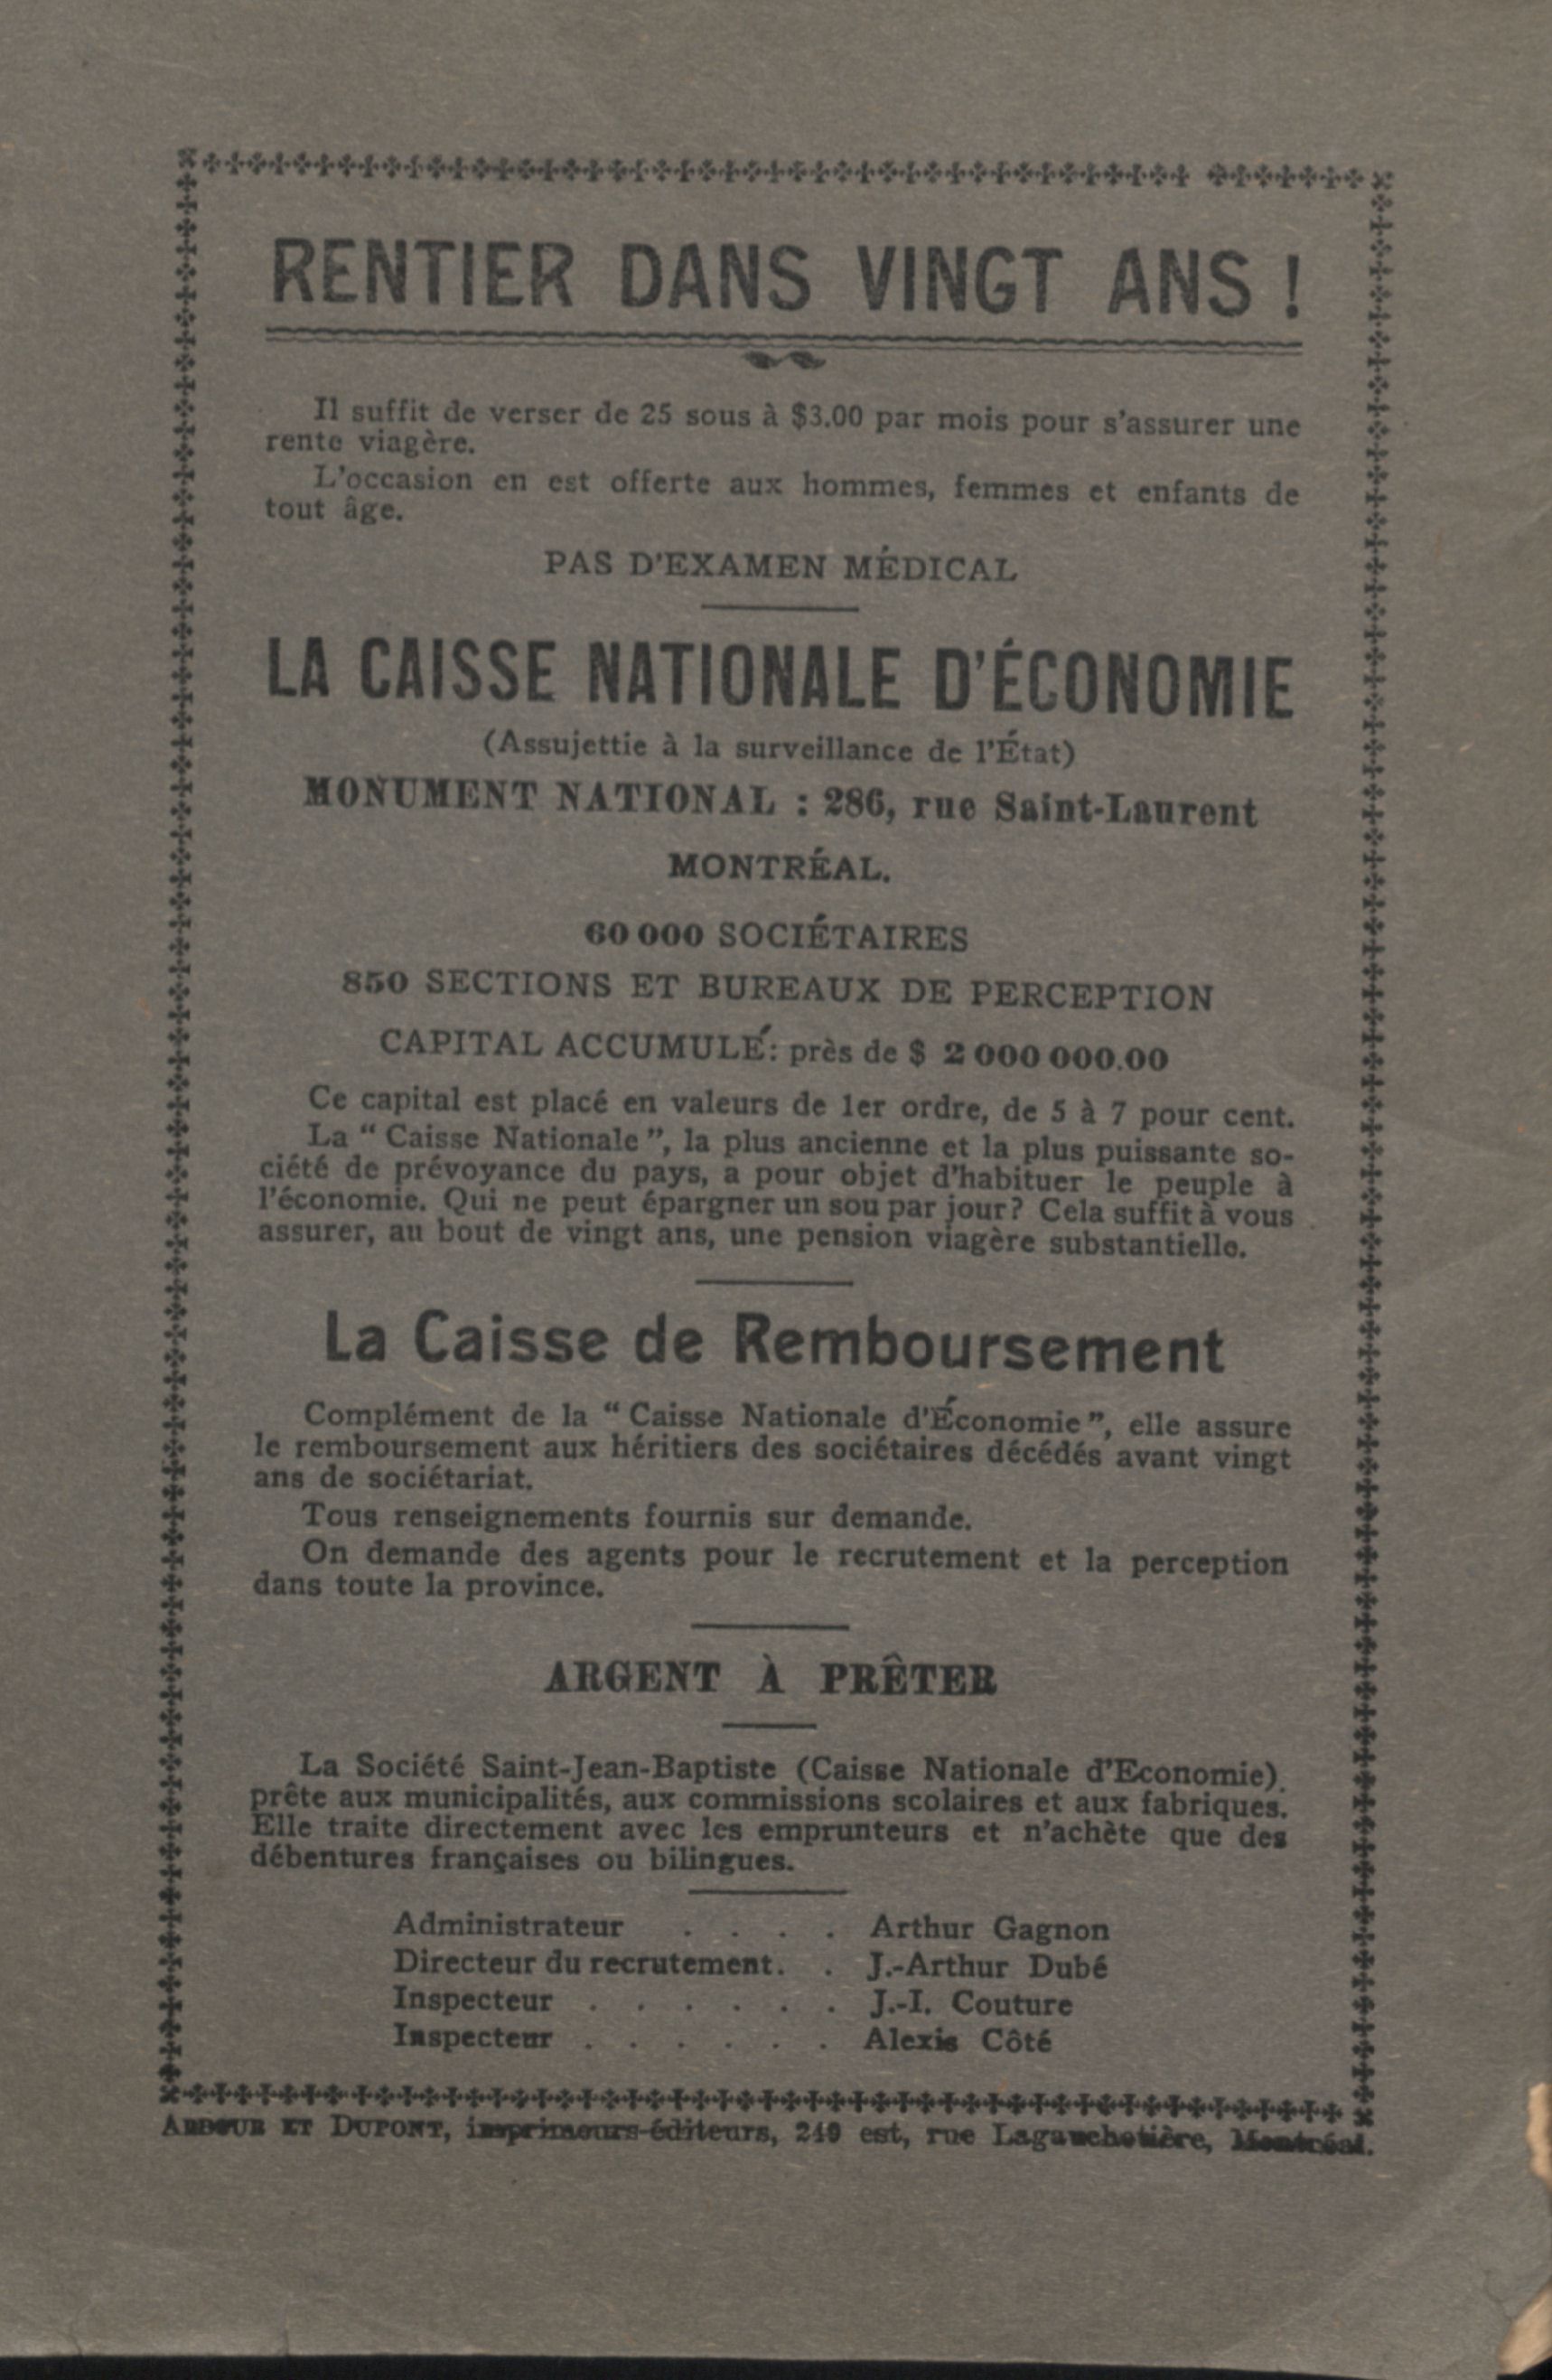 RENTIER DANS VINGT ANS !
Il suffit de verser de 25 sous à $3.00 par mois pour s'assurer une
rente viagère.
L'occasion en est offerte aux hommes, femmes et enfants de
tout âge.
PAS D'EXAMEN MÉDICAL
LA CAISSE NATIONALE D'ÉCONOMIE
(Assujettie à la surveillance de l'État)
MONUMENT NATIONAL : 286, rue Saint-Laurent
MONTRÉAL.
60 000 SOCIÉTAIRES
850 SECTIONS ET BUREAUX DE PERCEPTION
CAPITAL ACCUMULÉ: près de $ 2 000 000.00
Ce capital est placé en valeurs de 1er ordre, de 5 à 7 pour cent.
La “ Caisse Nationale ”, la plus ancienne et la plus puissante so-
ciété de prévoyance du pays, a pour objet d'habituer le peuple à
l'économie. Qui ne peut épargner un sou par jour? Cela suffit à vous
assurer, au bout de vingt ans, une pension viagère substantielle.
La Caisse de Remboursement
Complément de la “ Caisse Nationale d'Économie ”, elle assure
le remboursement aux héritiers des sociétaires décédés avant vingt
ans de sociétariat.
Tous renseignements fournis sur demande.
On demande des agents pour le recrutement et la perception
dans toute la province.
ARGENT À PRÊTER
La Société Saint-Jean-Baptiste (Caisse Nationale d'Economie)
prête aux municipalités, aux commissions scolaires et aux fabriques.
Elle traite directement avec les emprunteurs et n'achète que des
débentures françaises ou bilingues.
Administrateur . . . . Arthur Gagnon
Directeur du recrutement. . J.-Arthur Dubé
Inspecteur . . . . . . J.-I. Couture
Inspecteur . . . . . . Alexis Côté
ARBOUR ET DUPONT, imprimeurs-éditeurs, 249 est, rue Lagauchetière, Montréal.